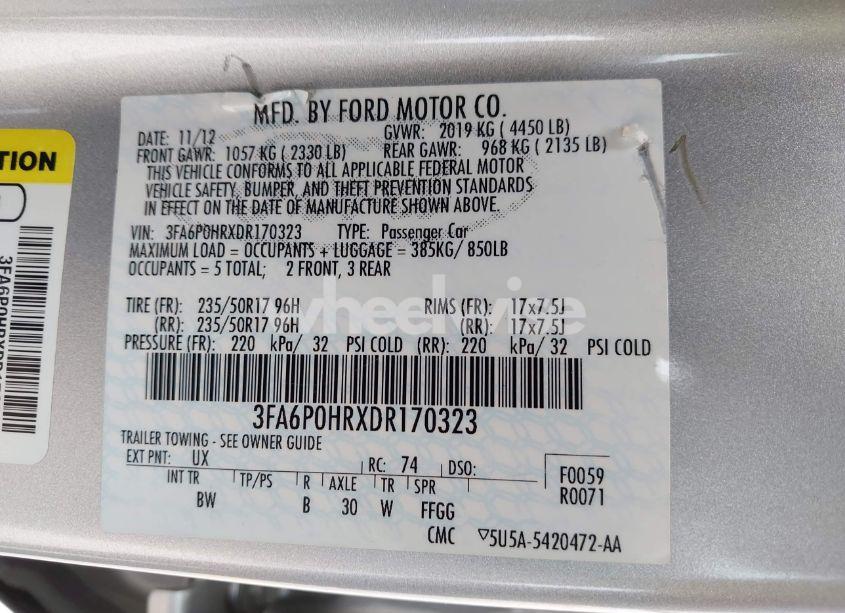 MFD. BY FORD MOTOR CO.
DATE: 11/12 GVWR: 2019 KG ( 4450 LB)
FRONT GAWR: 1057 KG ( 2330 LB) REAR GAWR: 968 KG ( 2135 LB)
THIS VEHICLE CONFORMS TO ALL APPLICABLE FEDERAL MOTOR
VEHICLE SAFETY, BUMPER, AND THEFT PREVENTION STANDARDS
IN EFFECT ON THE DATE OF MANUFACTURE SHOWN ABOVE.
VIN: 3FA6P0HRXDR170323 TYPE: Passenger Car
MAXIMUM LOAD = OCCUPANTS + LUGGAGE = 385KG/ 850LB
OCCUPANTS = 5 TOTAL; 2 FRONT, 3 REAR
TIRE (FR): 235/50R17 96H RIMS (FR): 17x7.5J
(RR): 235/50R17 96H (RR): 17x7.5J
PRESSURE (FR): 220 kPa/ 32 PSI COLD (RR): 220 kPa/ 32 PSI COLD
3FA6P0HRXDR170323
TRAILER TOWING - SEE OWNER GUIDE
EXT PNT: UX RC: 74 DSO: F0059
INT TR TP/PS R AXLE TR SPR R0071
BW B 30 W FFGG
CMC ▽5U5A-5420472-AA
wheelwise